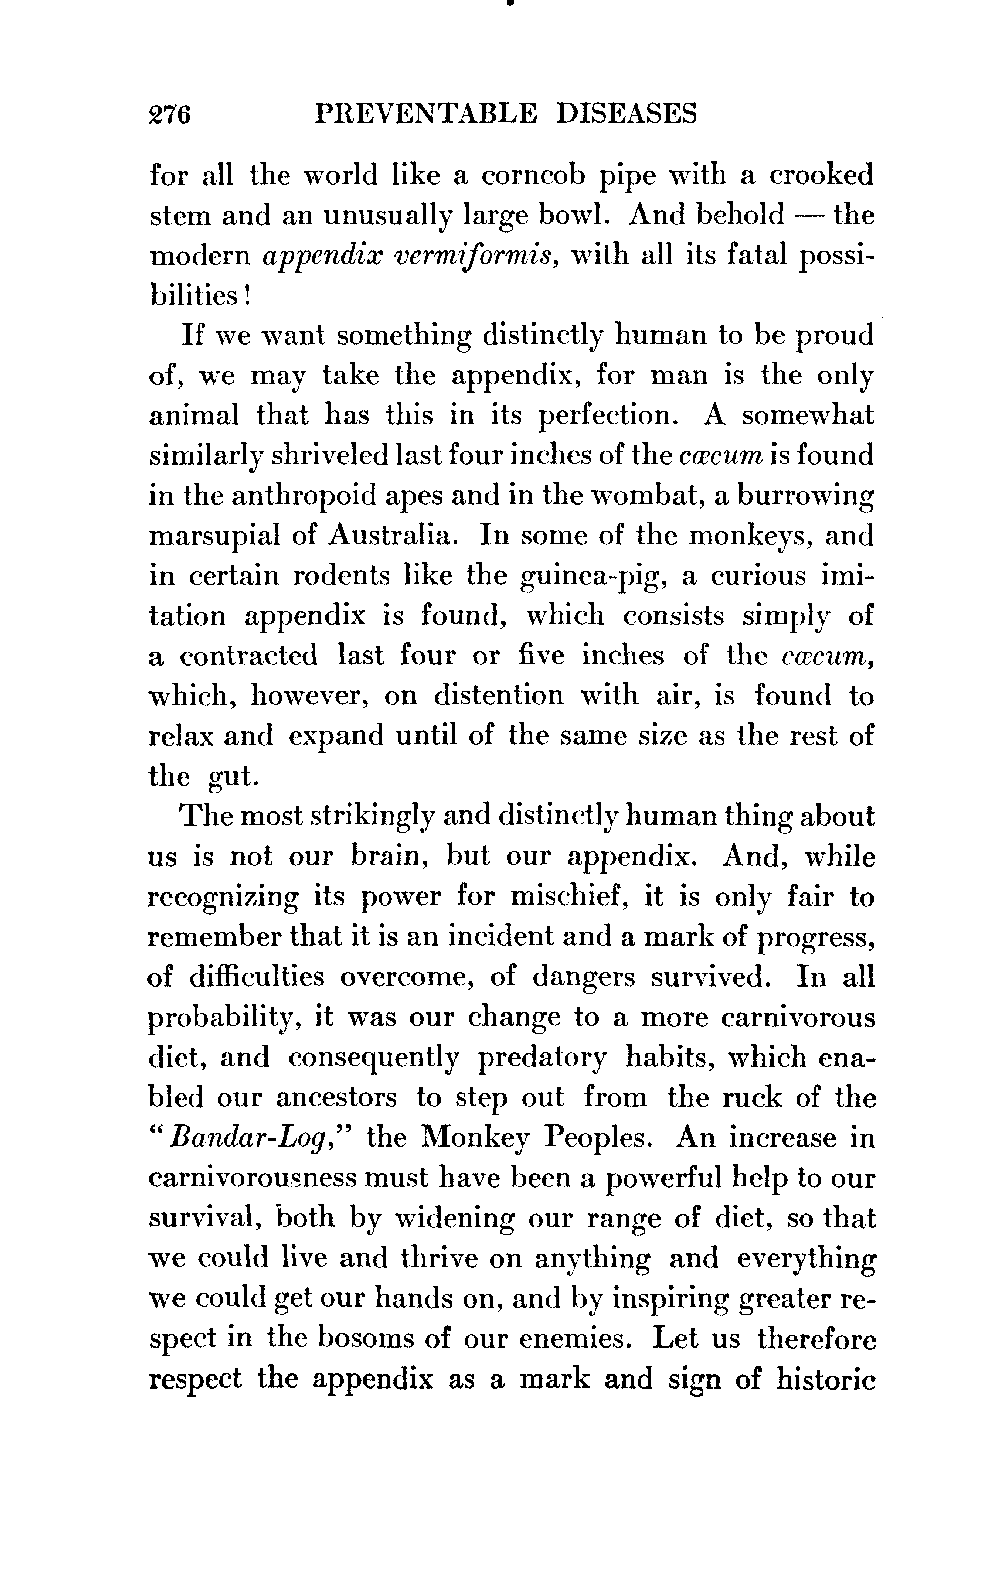 276 PREVENTABLE DISEASES
for all the world like a corncob pipe with a crooked
stem and an unusually large bowl. And behold — the
modern appendix vermiformis, with all its fatal possi-
bilities!
If we want something distinctly human to be proud
of, we may take the appendix, for man is the only
animal that has this in its perfection. A somewhat
similarly shriveled last four inches of the cæcum is found
in the anthropoid apes and in the wombat, a burrowing
marsupial of Australia. In some of the monkeys, and
in certain rodents like the guinea-pig, a curious imi-
tation appendix is found, which consists simply of
a contracted last four or five inches of the cæcum,
which, however, on distention with air, is found to
relax and expand until of the same size as the rest of
the gut.
The most strikingly and distinctly human thing about
us is not our brain, but our appendix. And, while
recognizing its power for mischief, it is only fair to
remember that it is an incident and a mark of progress,
of difficulties overcome, of dangers survived. In all
probability, it was our change to a more carnivorous
diet, and consequently predatory habits, which ena-
bled our ancestors to step out from the ruck of the
“Bandar-Log,” the Monkey Peoples. An increase in
carnivorousness must have been a powerful help to our
survival, both by widening our range of diet, so that
we could live and thrive on anything and everything
we could get our hands on, and by inspiring greater re-
spect in the bosoms of our enemies. Let us therefore
respect the appendix as a mark and sign of historic